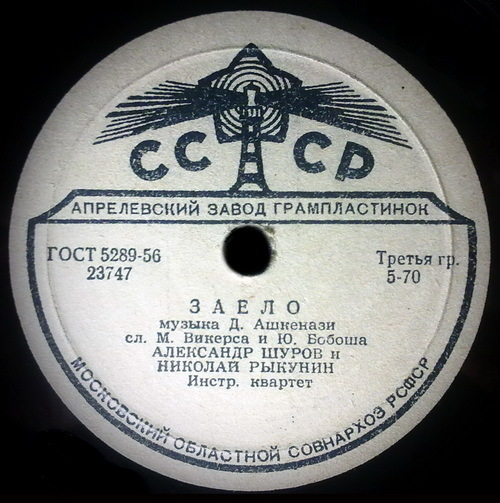 СССР
АПРЕЛЕВСКИЙ ЗАВОД ГРАМПЛАСТИНОК
ГОСТ 5289-56
23747
Третья гр.
5-70
ЗАЕЛО
музыка Д. Ашкенази
сл. М. Викерса и Ю. Бобоша
АЛЕКСАНДР ШУРОВ и
НИКОЛАЙ РЫКУНИН
Инстр. квартет
МОСКОВСКИЙ ОБЛАСТНОЙ СОВНАРХОЗ РСФСР